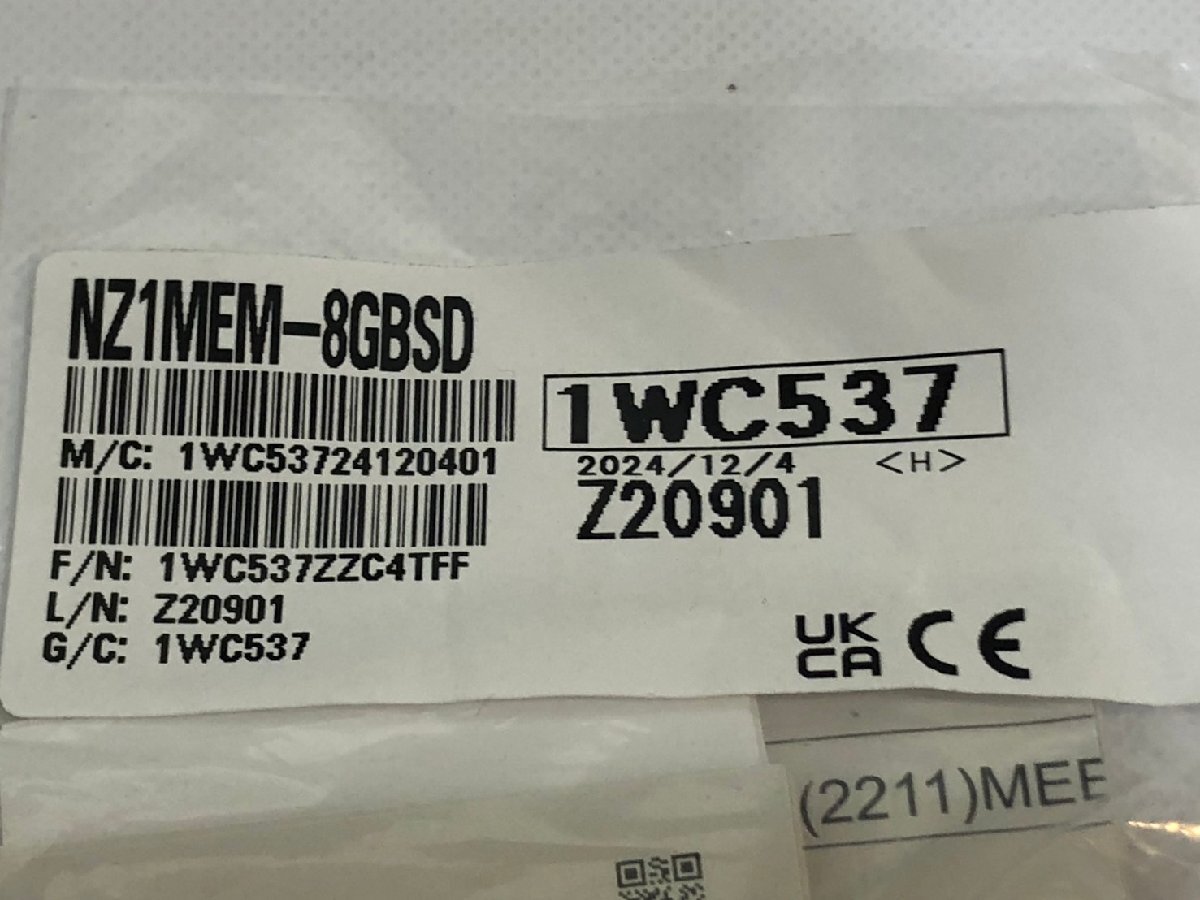 NZ1MEM-8GBSD
M/C: 1WC53724120401
F/N: 1WC537ZZC4TFF
L/N: Z20901
G/C: 1WC537
1WC537
2024/12/4 <H>
Z20901
UK
CA CE
(2211)MEE